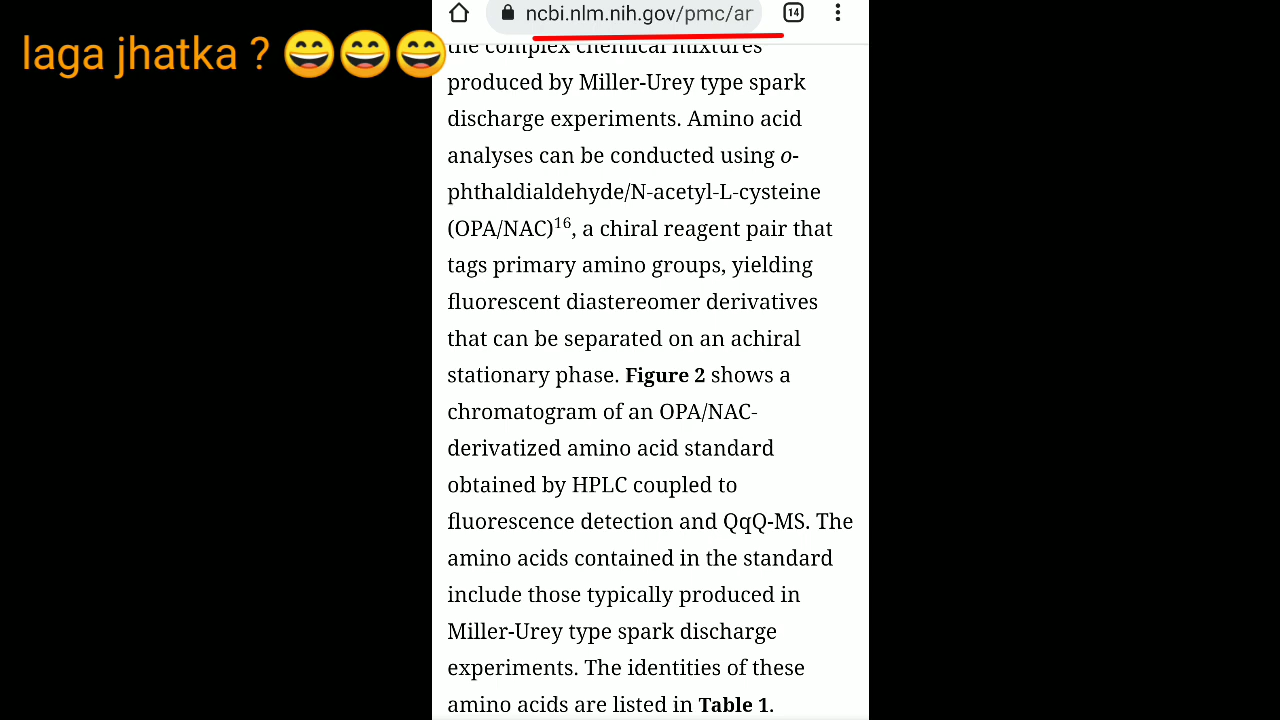 laga jhatka ? 😄😄😄
ncbi.nlm.nih.gov/pmc/ar
14
the complex chemical mixtures
produced by Miller-Urey type spark
discharge experiments. Amino acid
analyses can be conducted using o-
phthaldialdehyde/N-acetyl-L-cysteine
(OPA/NAC)16, a chiral reagent pair that
tags primary amino groups, yielding
fluorescent diastereomer derivatives
that can be separated on an achiral
stationary phase. Figure 2 shows a
chromatogram of an OPA/NAC-
derivatized amino acid standard
obtained by HPLC coupled to
fluorescence detection and QqQ-MS. The
amino acids contained in the standard
include those typically produced in
Miller-Urey type spark discharge
experiments. The identities of these
amino acids are listed in Table 1.